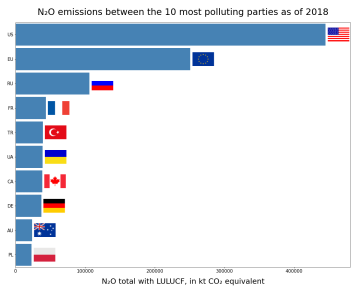 N₂O emissions between the 10 most polluting parties as of 2018
US
EU
RU
FR
TR
UA
CA
DE
AU
PL
0 100000 200000 300000 400000
N₂O total with LULUCF, in kt CO₂ equivalent